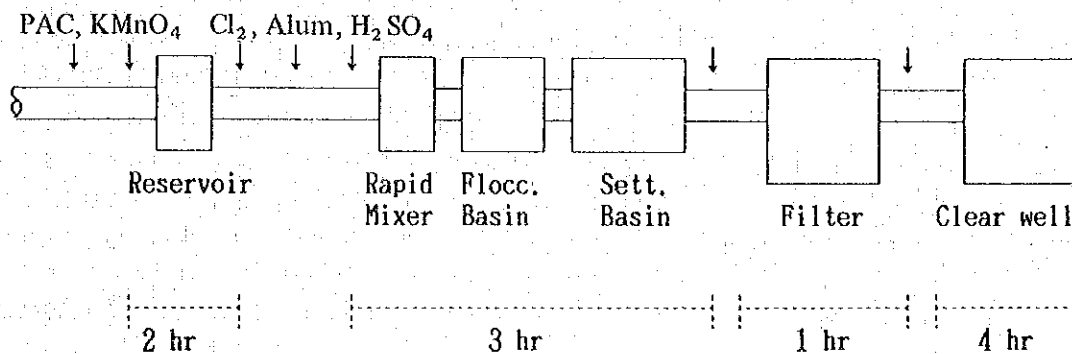 PAC, KMnO₄ Cl₂, Alum, H₂SO₄
Reservoir Rapid Mixer Flocc. Basin Sett. Basin Filter Clear well
2 hr 3 hr 1 hr 4 hr